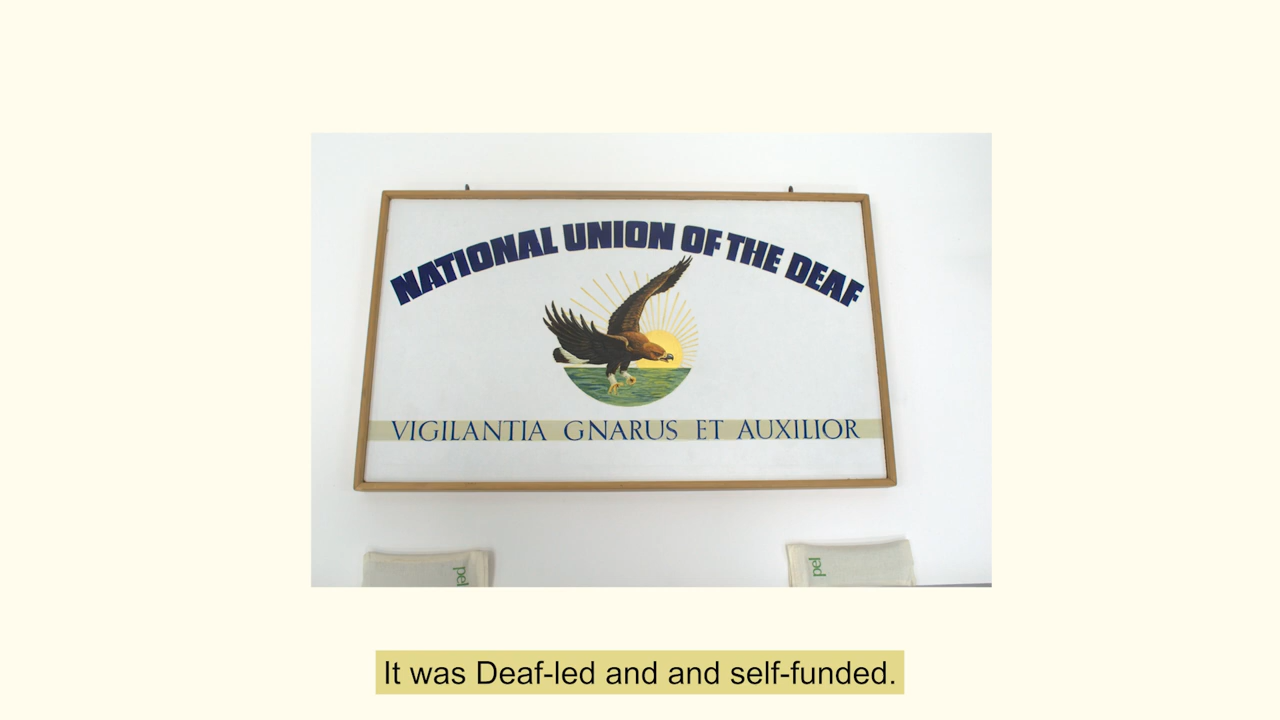 NATIONAL UNION OF THE DEAF
VIGILANTIA GNARUS ET AUXILIOR
pel
pel
It was Deaf-led and and self-funded.